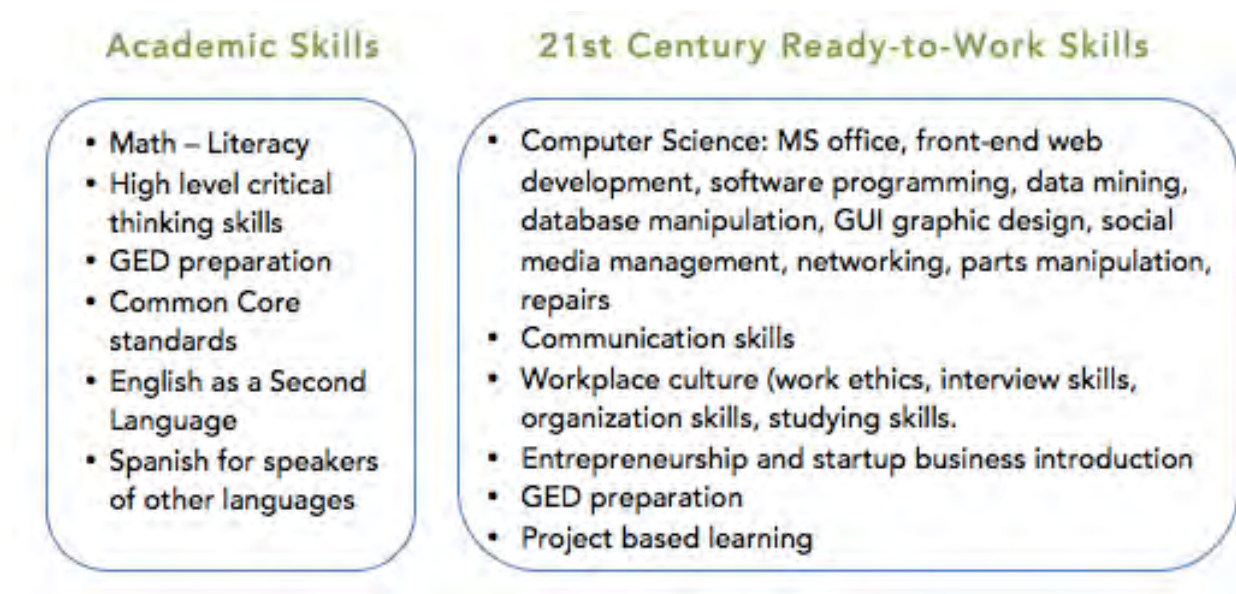 Academic Skills
• Math – Literacy
• High level critical
thinking skills
• GED preparation
• Common Core
standards
• English as a Second
Language
• Spanish for speakers
of other languages
21st Century Ready-to-Work Skills
• Computer Science: MS office, front-end web
development, software programming, data mining,
database manipulation, GUI graphic design, social
media management, networking, parts manipulation,
repairs
• Communication skills
• Workplace culture (work ethics, interview skills,
organization skills, studying skills.
• Entrepreneurship and startup business introduction
• GED preparation
• Project based learning